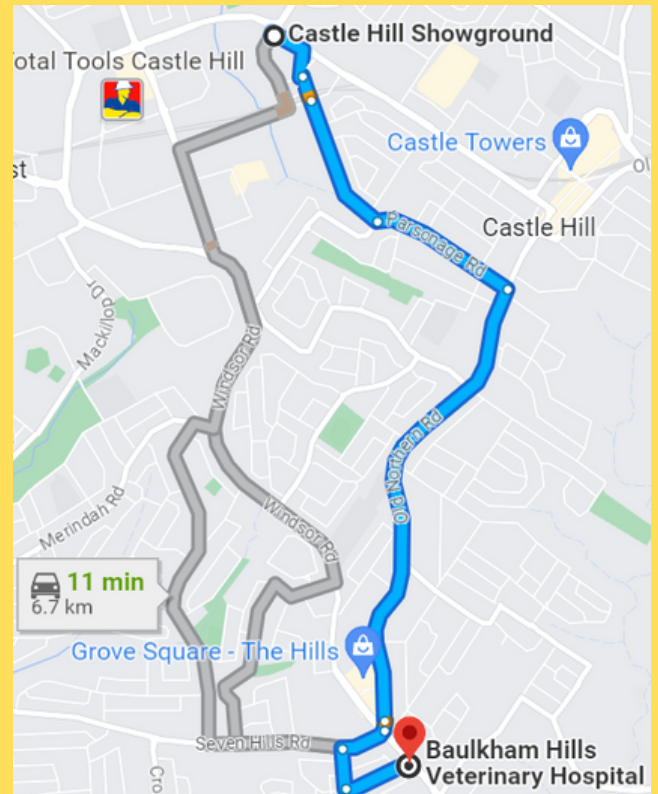 Castle Hill Showground
otal Tools Castle Hill
Castle Towers
Ol
st
Castle Hill
Parsonage Rd
Mackillop Dr
Windsor Rd
Old Northern Rd
Merindah Rd
Windsor Rd
11 min
6.7 km
Grove Square - The Hills
Seven Hills Rd
Baulkham Hills
Veterinary Hospital
Cro